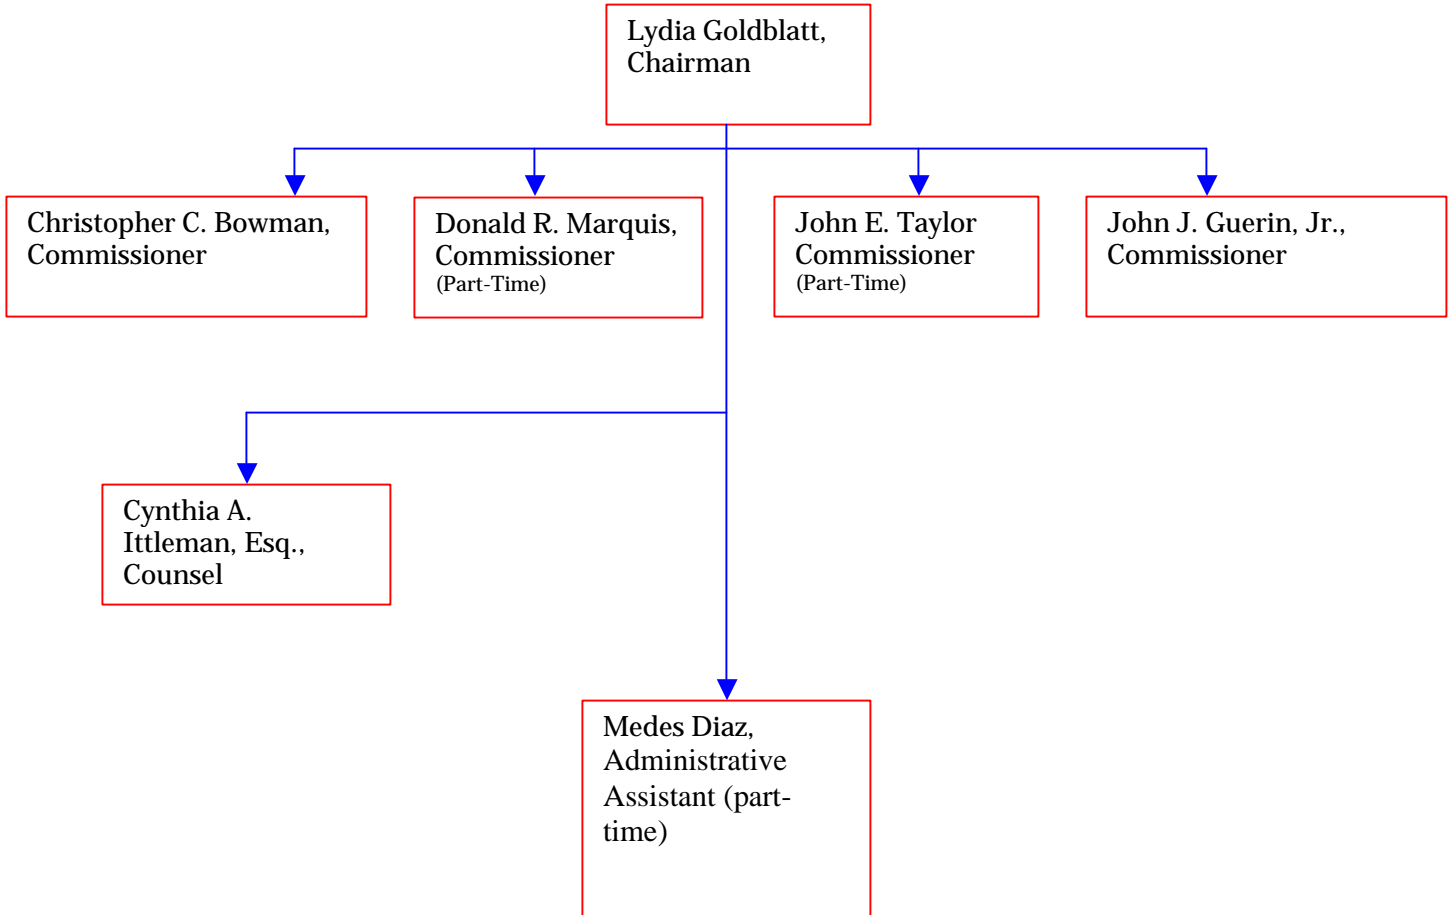 Lydia Goldblatt,
Chairman
Christopher C. Bowman,
Commissioner
Donald R. Marquis,
Commissioner
(Part-Time)
John E. Taylor
Commissioner
(Part-Time)
John J. Guerin, Jr.,
Commissioner
Cynthia A.
Ittleman, Esq.,
Counsel
Medes Diaz,
Administrative
Assistant (part-
time)